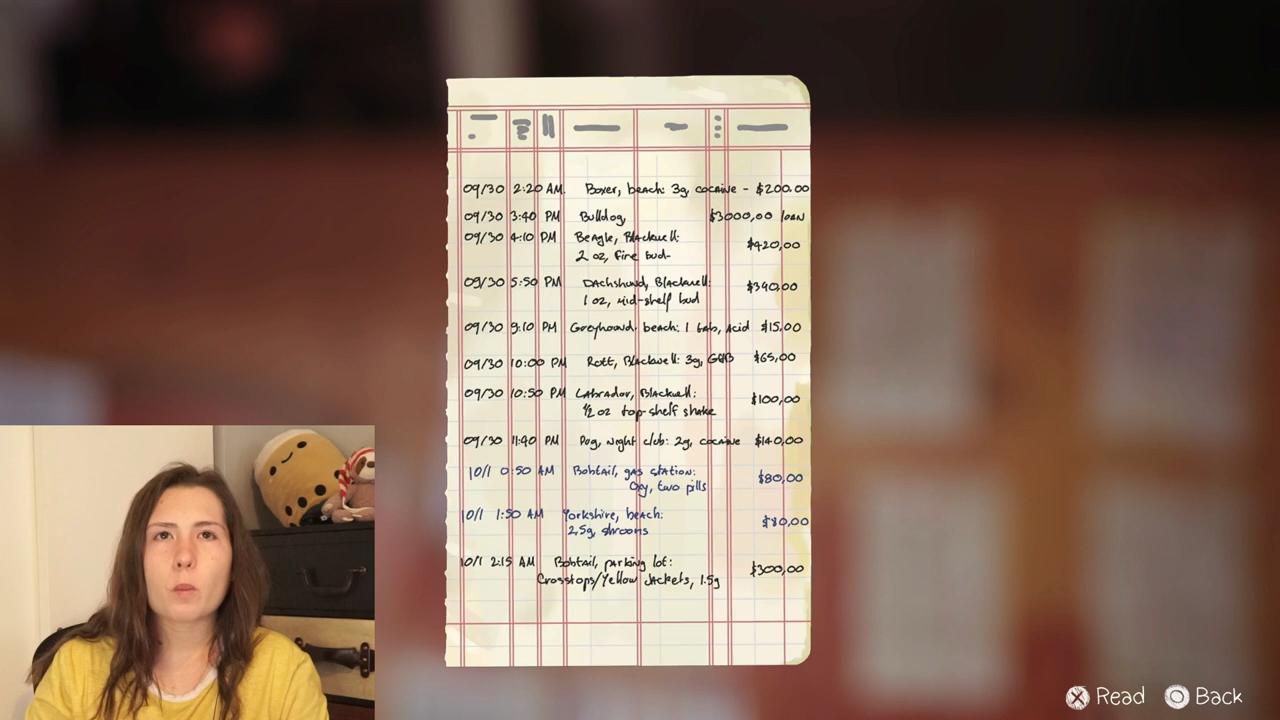 09/30 2:20 AM. Boxer, beach: 3g, cocaine - $200.00
09/30 3:40 PM Bulldog, $3000,00 loan
09/30 4:10 PM Beagle, Blackwell: $420,00
2 oz, fire bud-
09/30 5:50 PM Dachshund, Blackwell: $340,00
1 oz, mid-shelf bud
09/30 9:10 PM Greyhound, beach: 1 tab, Acid $15.00
09/30 10:00 PM Rott, Blackwell: 3g, GHB $65,00
09/30 10:50 PM Labrador, Blackwell: $100,00
1/2 oz top-shelf shake
09/30 11:40 PM Pug, night club: 2g, cocaine $140,00
10/1 0:50 AM Bobtail, gas station: $80,00
Oxy, two pills
10/1 1:50 AM Yorkshire, beach:
2,5g, shrooms
10/1 2:15 AM Bobtail, parking lot: $300,00
Crosstops/Yellow Jackets, 1.5g
Read Back